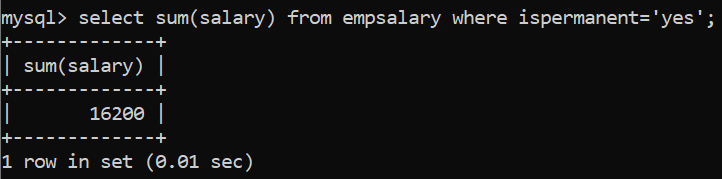 mysql> select sum(salary) from empsalary where ispermanent='yes';
+-------------+
| sum(salary) |
+-------------+
|       16200 |
+-------------+
1 row in set (0.01 sec)